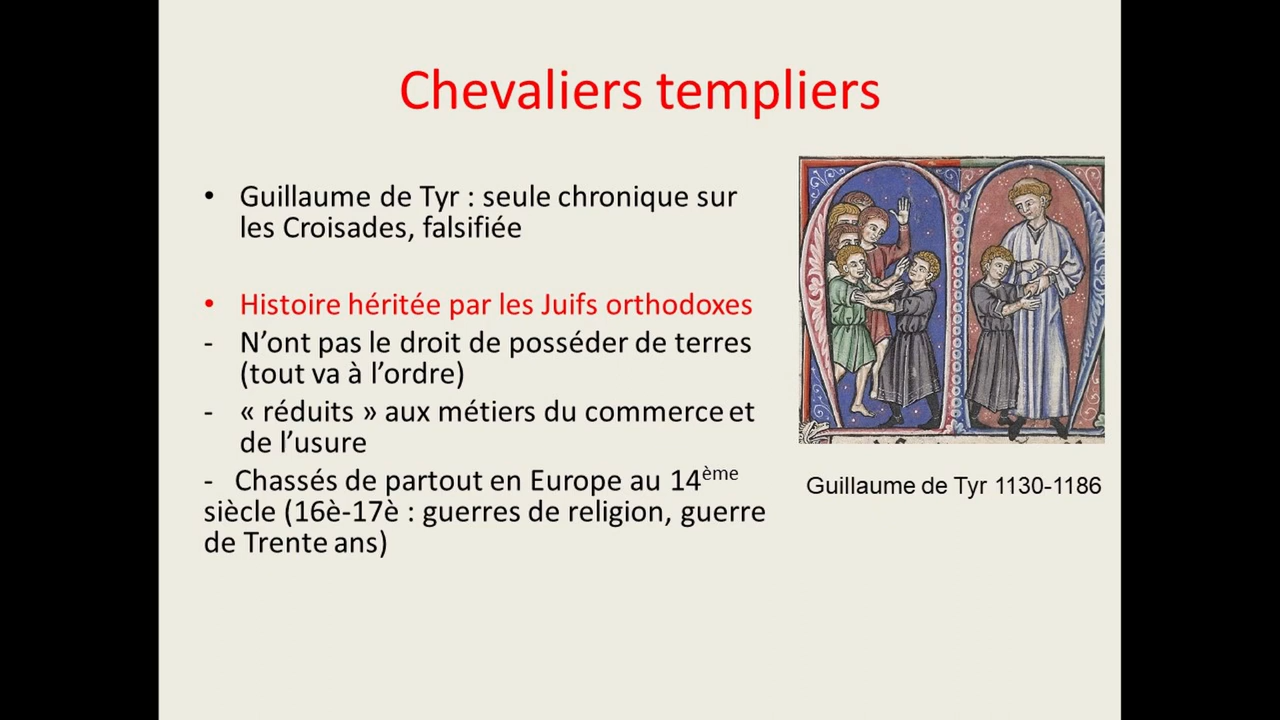 Chevaliers templiers
• Guillaume de Tyr : seule chronique sur
les Croisades, falsifiée
• Histoire héritée par les Juifs orthodoxes
- N’ont pas le droit de posséder de terres
(tout va à l’ordre)
- « réduits » aux métiers du commerce et
de l’usure
- Chassés de partout en Europe au 14ème
siècle (16è-17è : guerres de religion, guerre
de Trente ans)
Guillaume de Tyr 1130-1186